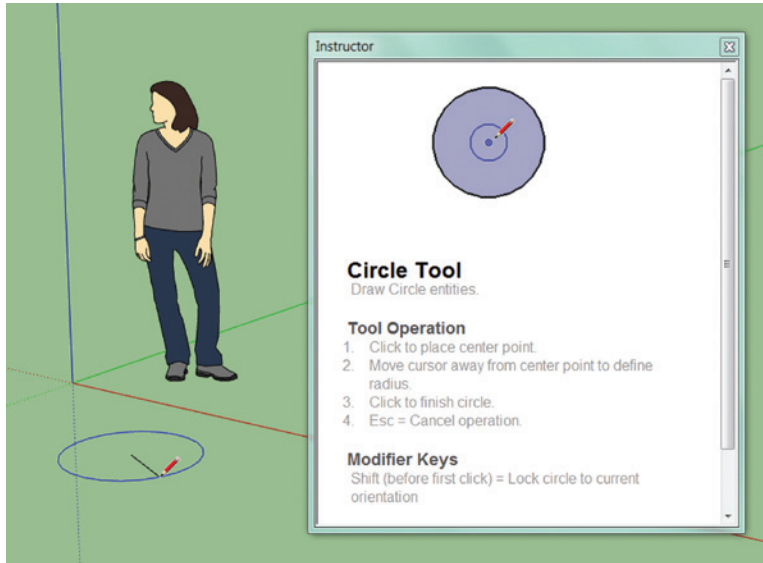 Instructor
Circle Tool
Draw Circle entities.
Tool Operation
1. Click to place center point.
2. Move cursor away from center point to define
radius.
3. Click to finish circle.
4. Esc = Cancel operation.
Modifier Keys
Shift (before first click) = Lock circle to current
orientation